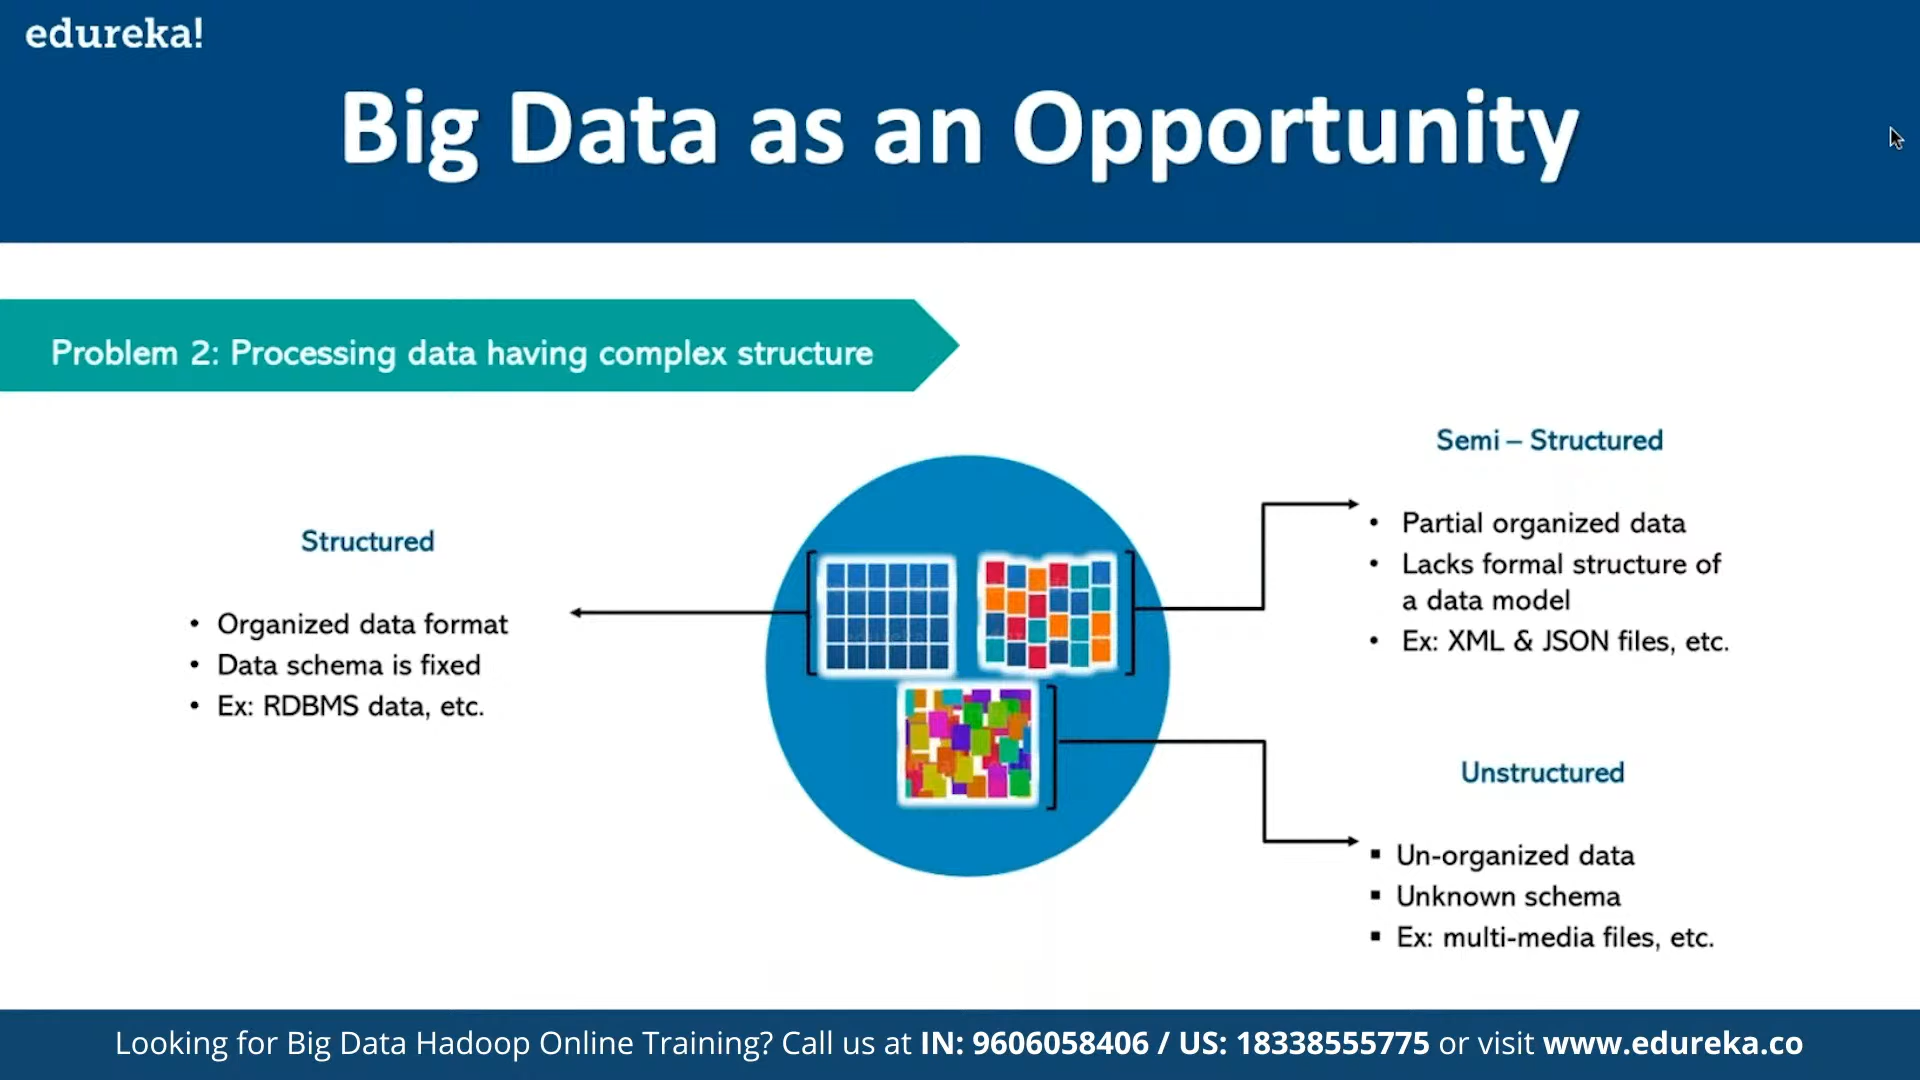 edureka!
Big Data as an Opportunity
Problem 2: Processing data having complex structure
Structured
• Organized data format
• Data schema is fixed
• Ex: RDBMS data, etc.
Semi – Structured
• Partial organized data
• Lacks formal structure of
a data model
• Ex: XML & JSON files, etc.
Unstructured
▪ Un-organized data
▪ Unknown schema
▪ Ex: multi-media files, etc.
Looking for Big Data Hadoop Online Training? Call us at IN: 9606058406 / US: 18338555775 or visit www.edureka.co